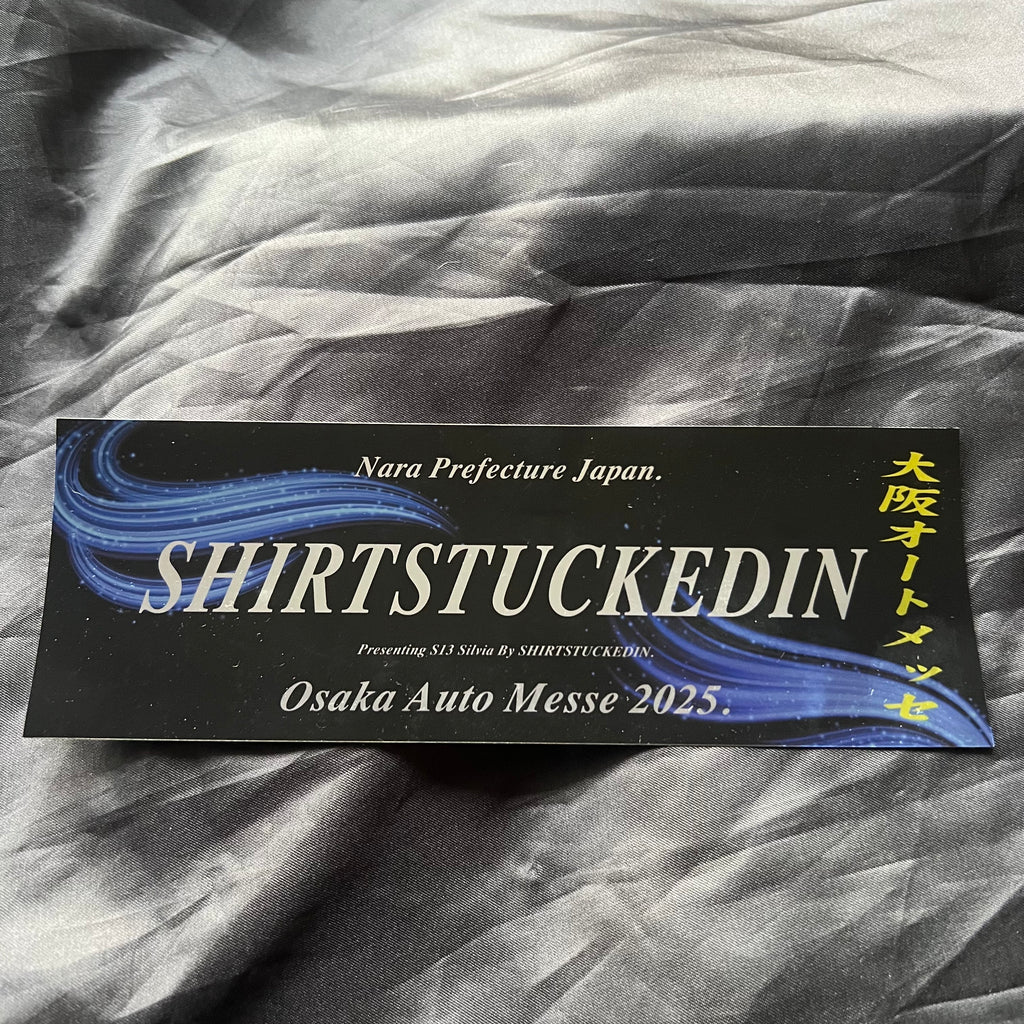 Nara Prefecture Japan.
SHIRTSTUCKEDIN
Presenting S13 Silvia By SHIRTSTUCKEDIN.
Osaka Auto Messe 2025.
大阪オートメッセ